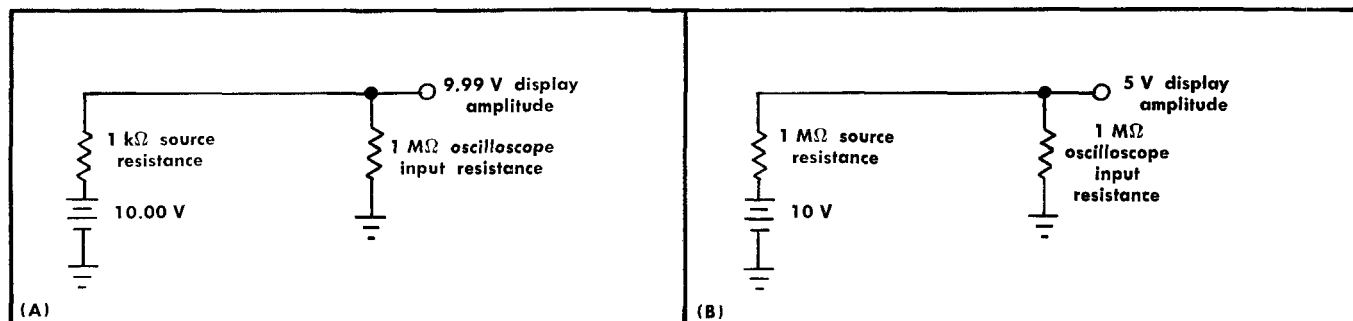 9.99 V display
amplitude
1 kΩ source
resistance
1 MΩ oscilloscope
input resistance
10.00 V
(A)
5 V display
amplitude
1 MΩ source
resistance
1 MΩ
oscilloscope
input
resistance
10 V
(B)